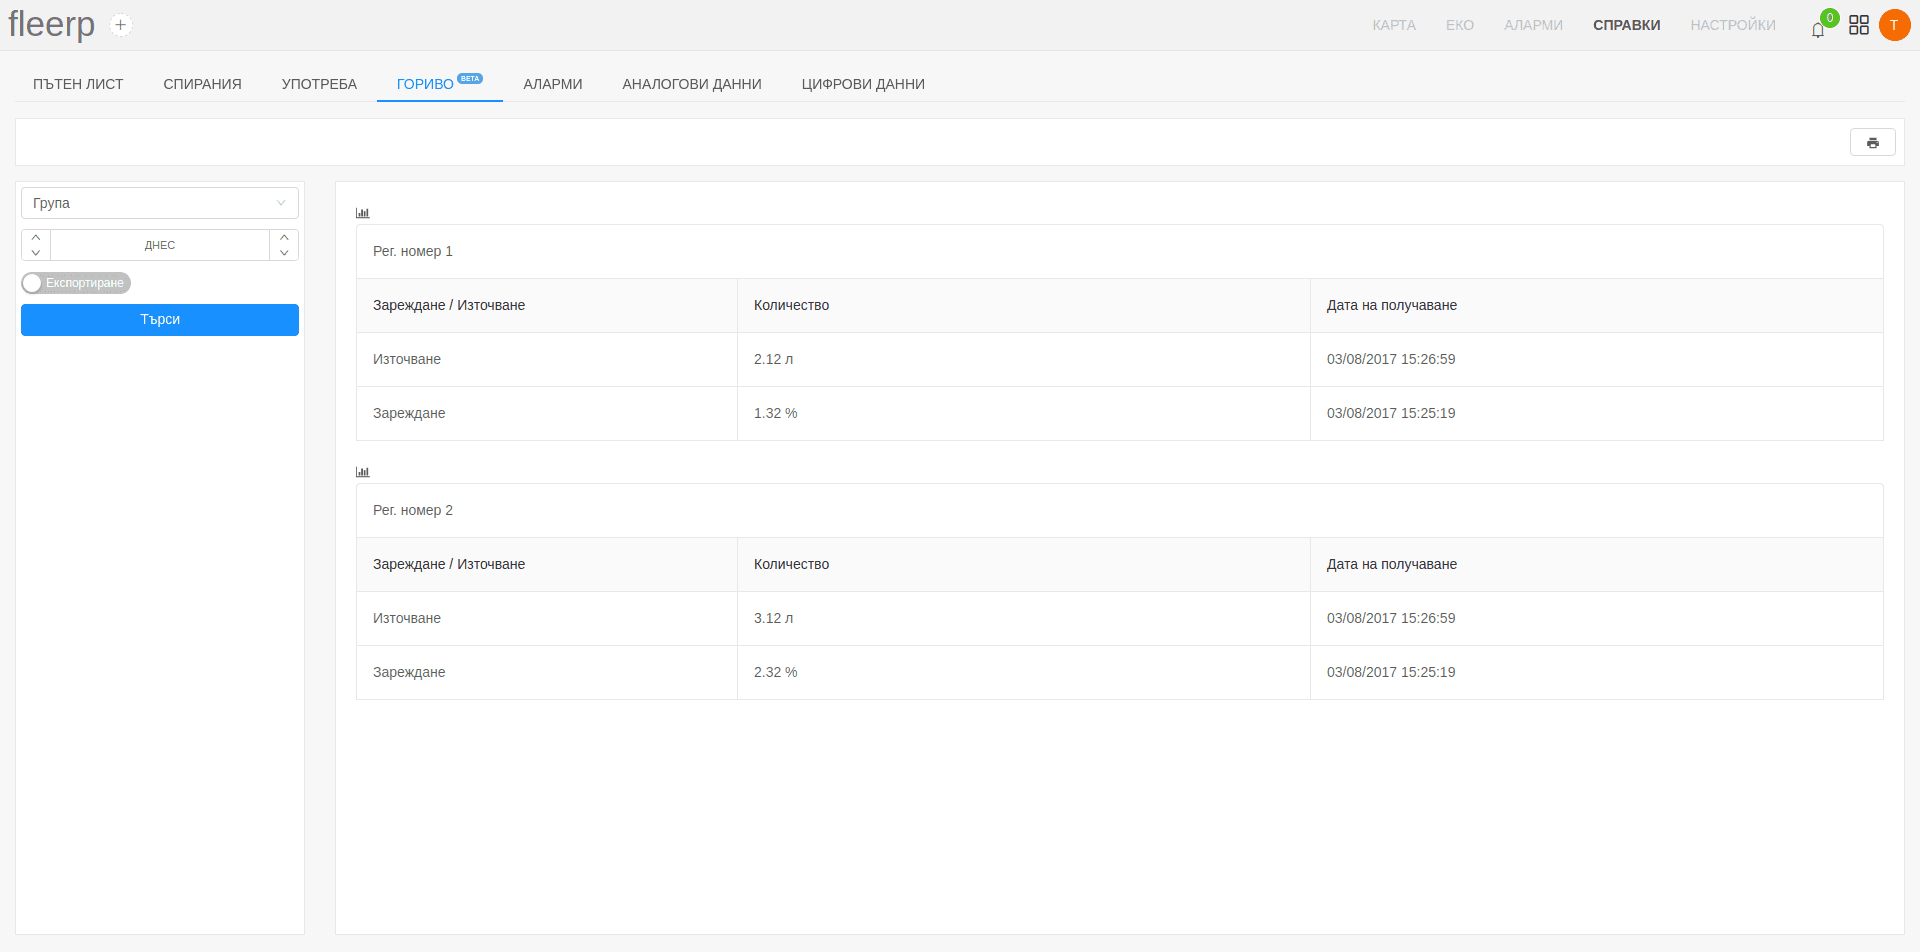 fleerp
КАРТА ЕКО АЛАРМИ СПРАВКИ НАСТРОЙКИ 0 T
ПЪТЕН ЛИСТ СПИРАНИЯ УПОТРЕБА ГОРИВО BETA АЛАРМИ АНАЛОГОВИ ДАННИ ЦИФРОВИ ДАННИ
Група
ДНЕС
Експортиране
Търси
Рег. номер 1
Зареждане / Източване Количество Дата на получаване
Източване 2.12 л 03/08/2017 15:26:59
Зареждане 1.32 % 03/08/2017 15:25:19
Рег. номер 2
Зареждане / Източване Количество Дата на получаване
Източване 3.12 л 03/08/2017 15:26:59
Зареждане 2.32 % 03/08/2017 15:25:19